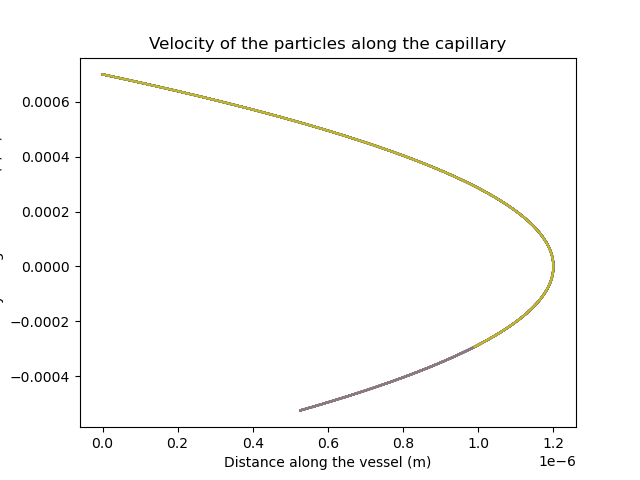 Velocity of the particles along the capillary
0.0006
0.0004
0.0002
0.0000
−0.0002
−0.0004
0.0 0.2 0.4 0.6 0.8 1.0 1.2
1e−6
Distance along the vessel (m)